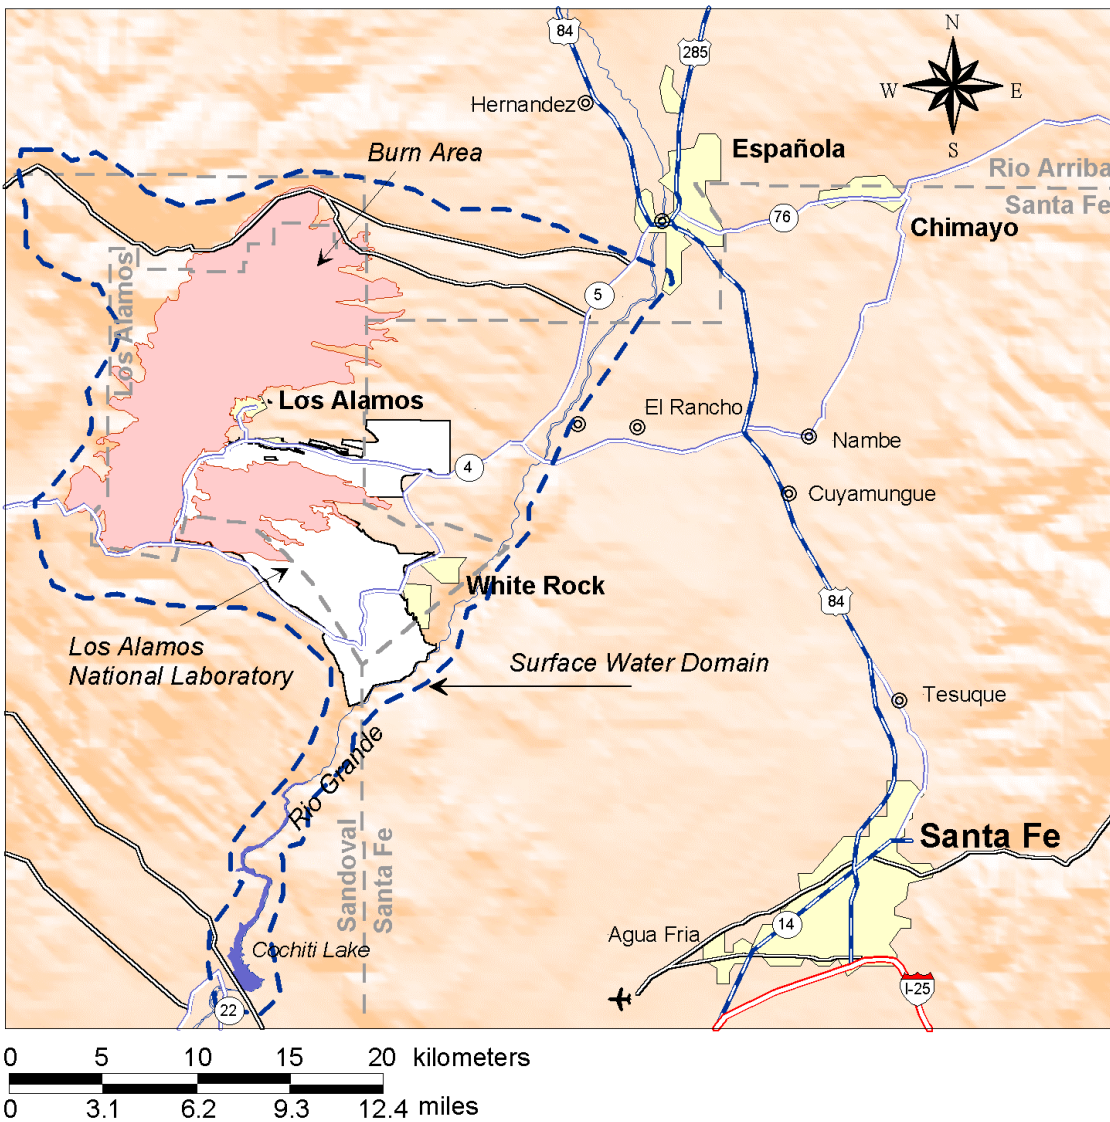 84
285
N
W
E
S
Hernandez
Española
Burn Area
Rio Arriba
Santa Fe
76
Chimayo
5
Los Alamos
Los Alamos
El Rancho
Nambe
4
Cuyamungue
White Rock
84
Los Alamos
National Laboratory
Surface Water Domain
Tesuque
Rio Grande
Sandoval
Santa Fe
Santa Fe
14
Agua Fria
Cochiti Lake
I-25
22
0 5 10 15 20 kilometers
0 3.1 6.2 9.3 12.4 miles